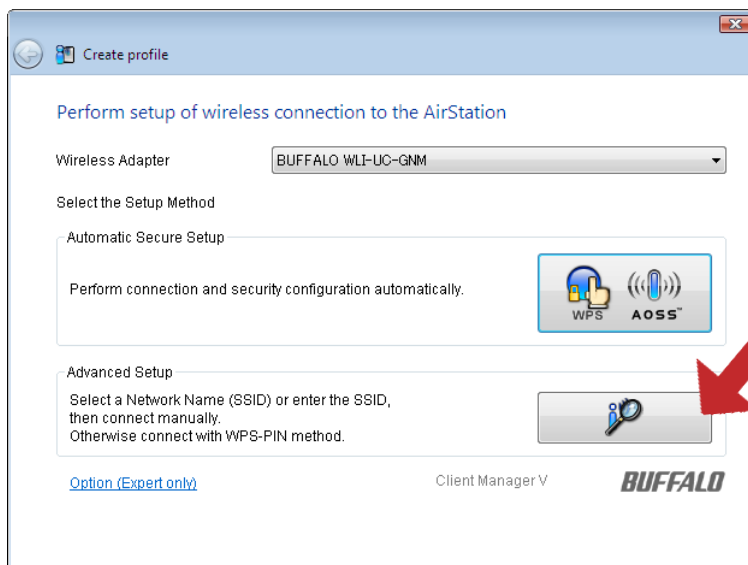 Create profile
Perform setup of wireless connection to the AirStation
Wireless Adapter
BUFFALO WLI-UC-GNM
Select the Setup Method
Automatic Secure Setup
Perform connection and security configuration automatically.
WPS
AOSS™
Advanced Setup
Select a Network Name (SSID) or enter the SSID,
then connect manually.
Otherwise connect with WPS-PIN method.
Option (Expert only)
Client Manager V
BUFFALO